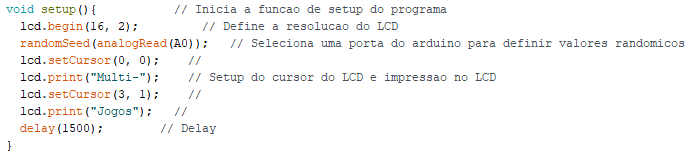 void setup(){ // Inicia a funcao de setup do programa
lcd.begin(16, 2); // Define a resolucao do LCD
randomSeed(analogRead(A0)); // Seleciona uma porta do arduino para definir valores randomicos
lcd.setCursor(0, 0); //
lcd.print("Multi-"); // Setup do cursor do LCD e impressao no LCD
lcd.setCursor(3, 1); //
lcd.print("Jogos"); //
delay(1500); // Delay
}